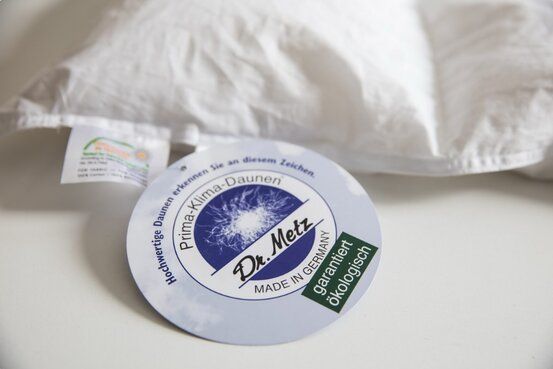 Hochwertige Daunen erkennen Sie an diesem Zeichen.
Prima-Klima-Daunen
Dr. Metz
MADE IN GERMANY
garantiert
ökologisch